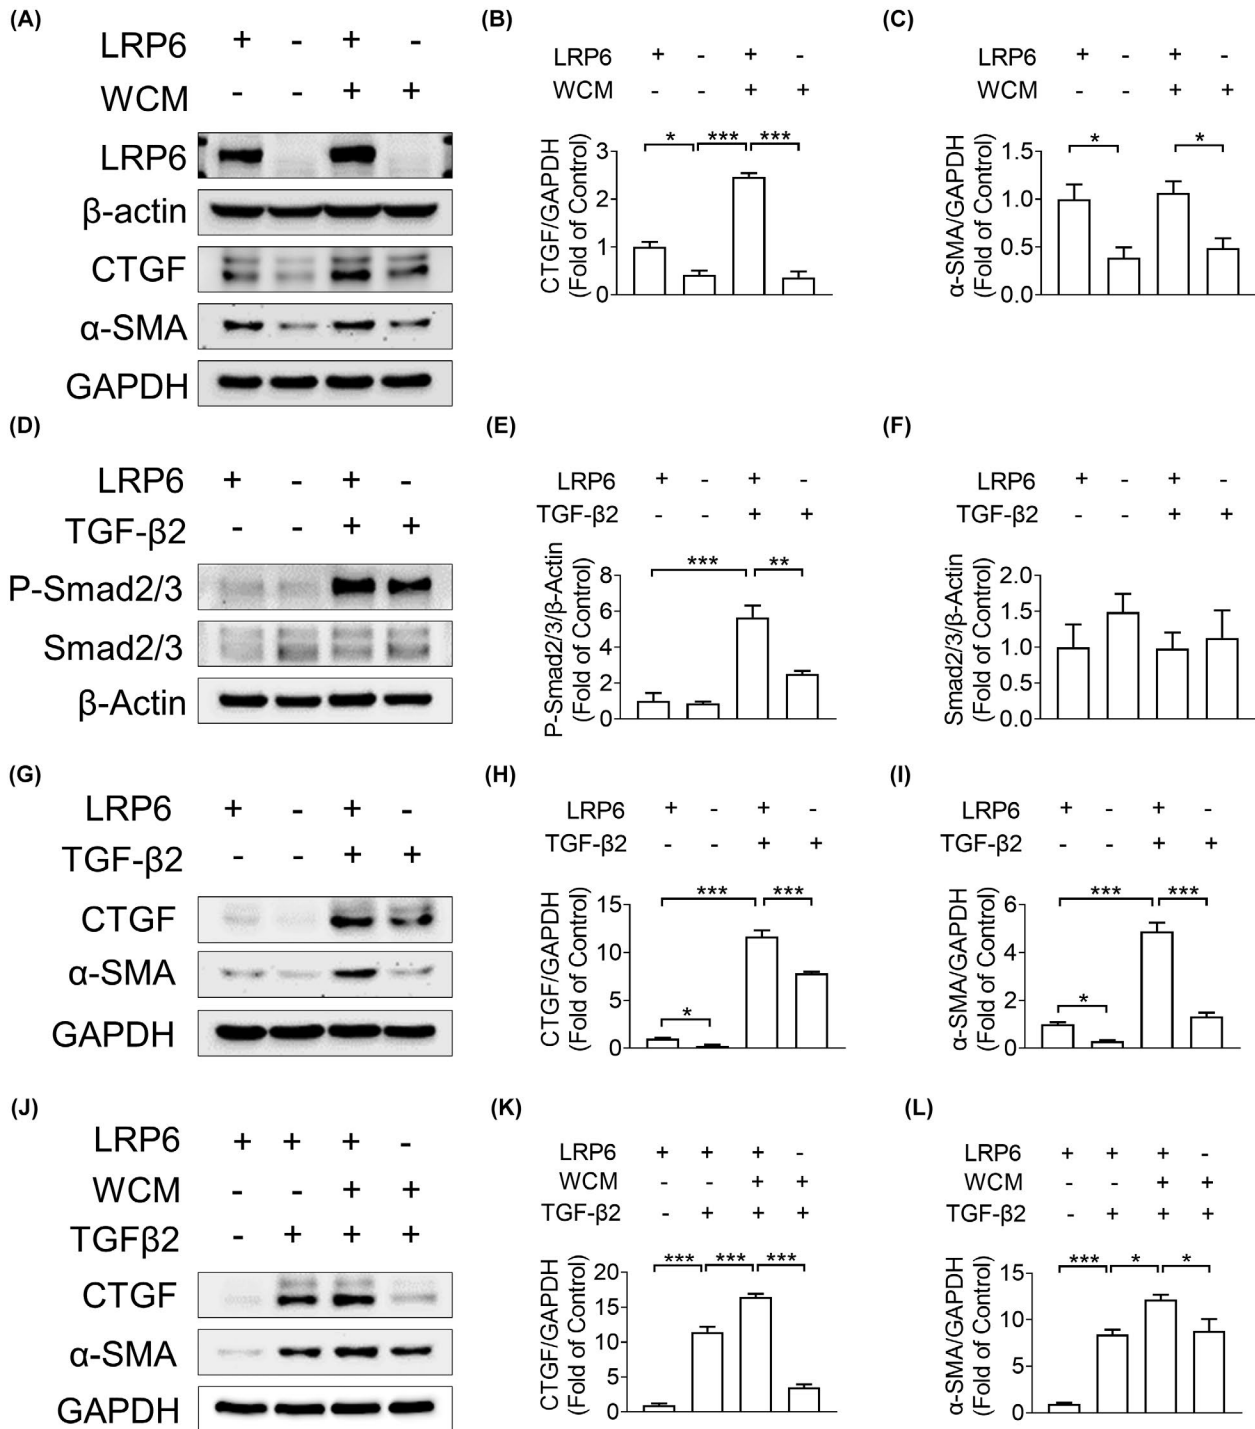 (A)
LRP6 + - + -
WCM - - + +
LRP6
β-actin
CTGF
α-SMA
GAPDH
(B)
LRP6 + - + -
WCM - - + +
* *** ***
CTGF/GAPDH
(Fold of Control)
3
2
1
0
(C)
LRP6 + - + -
WCM - - + +
* *
α-SMA/GAPDH
(Fold of Control)
1.5
1.0
0.5
0.0
(D)
LRP6 + - + -
TGF-β2 - - + +
P-Smad2/3
Smad2/3
β-Actin
(E)
LRP6 + - + -
TGF-β2 - - + +
*** **
P-Smad2/3/β-Actin
(Fold of Control)
8
6
4
2
0
(F)
LRP6 + - + -
TGF-β2 - - + +
Smad2/3/β-Actin
(Fold of Control)
2.0
1.5
1.0
0.5
0.0
(G)
LRP6 + - + -
TGF-β2 - - + +
CTGF
α-SMA
GAPDH
(H)
LRP6 + - + -
TGF-β2 - - + +
*** ***
*
CTGF/GAPDH
(Fold of Control)
15
10
5
0
(I)
LRP6 + - + -
TGF-β2 - - + +
*** ***
*
α-SMA/GAPDH
(Fold of Control)
6
4
2
0
(J)
LRP6 + + + -
WCM - - + +
TGFβ2 - + + +
CTGF
α-SMA
GAPDH
(K)
LRP6 + + + -
WCM - - + +
TGF-β2 - + + +
*** *** ***
CTGF/GAPDH
(Fold of Control)
20
15
10
5
0
(L)
LRP6 + + + -
WCM - - + +
TGF-β2 - + + +
*** * *
α-SMA/GAPDH
(Fold of Control)
15
10
5
0